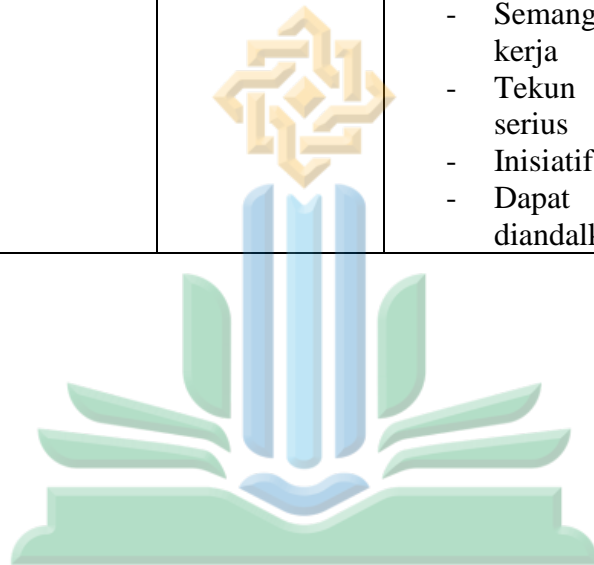 - Semang
kerja
- Tekun
serius
- Inisiatif
- Dapat
diandalk